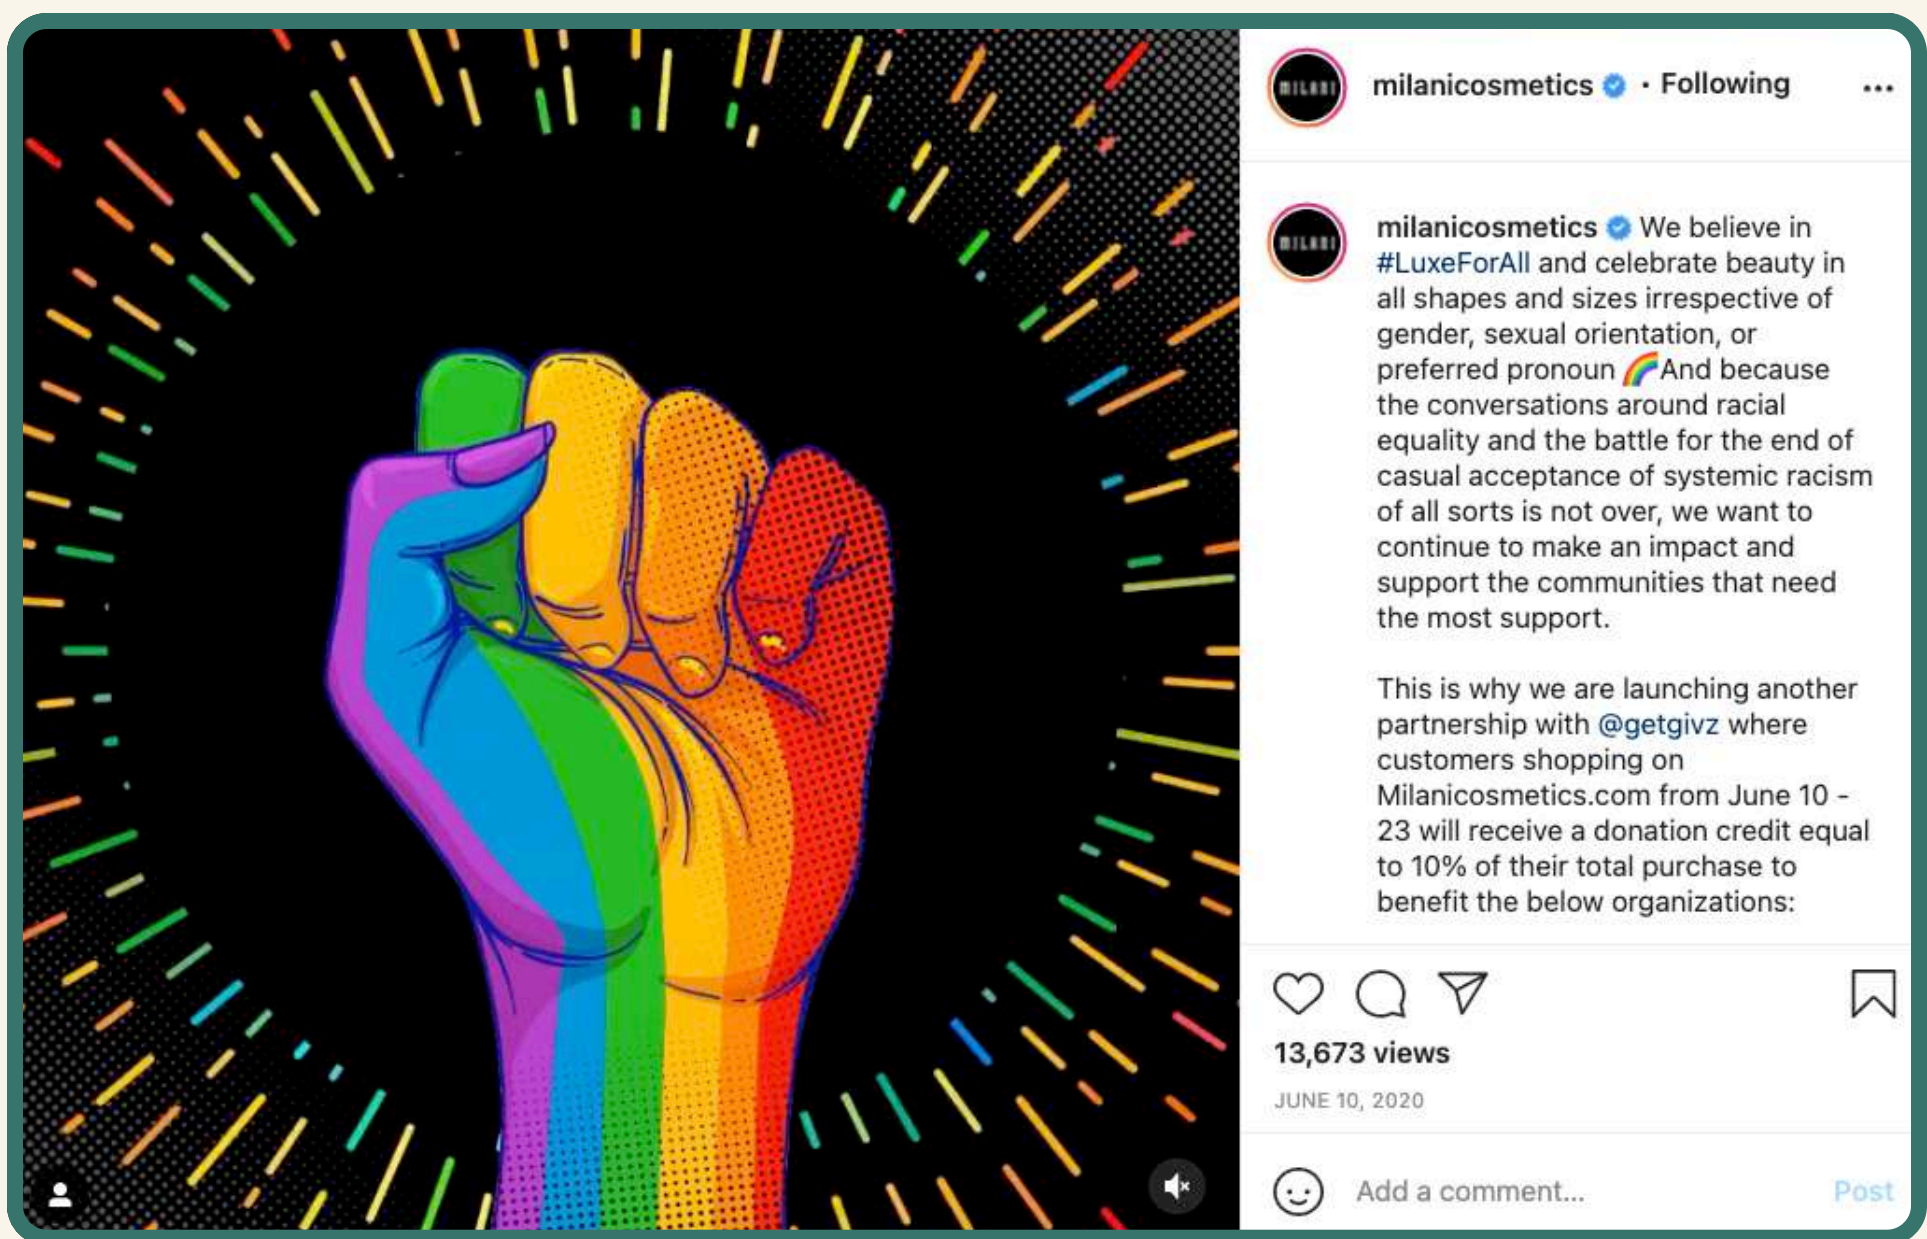 MILANI
milanicosmetics • Following
MILANI
milanicosmetics We believe in
#LuxeForAll and celebrate beauty in
all shapes and sizes irrespective of
gender, sexual orientation, or
preferred pronoun 🌈And because
the conversations around racial
equality and the battle for the end of
casual acceptance of systemic racism
of all sorts is not over, we want to
continue to make an impact and
support the communities that need
the most support.
This is why we are launching another
partnership with @getgivz where
customers shopping on
Milanicosmetics.com from June 10 -
23 will receive a donation credit equal
to 10% of their total purchase to
benefit the below organizations:
13,673 views
JUNE 10, 2020
Add a comment...
Post